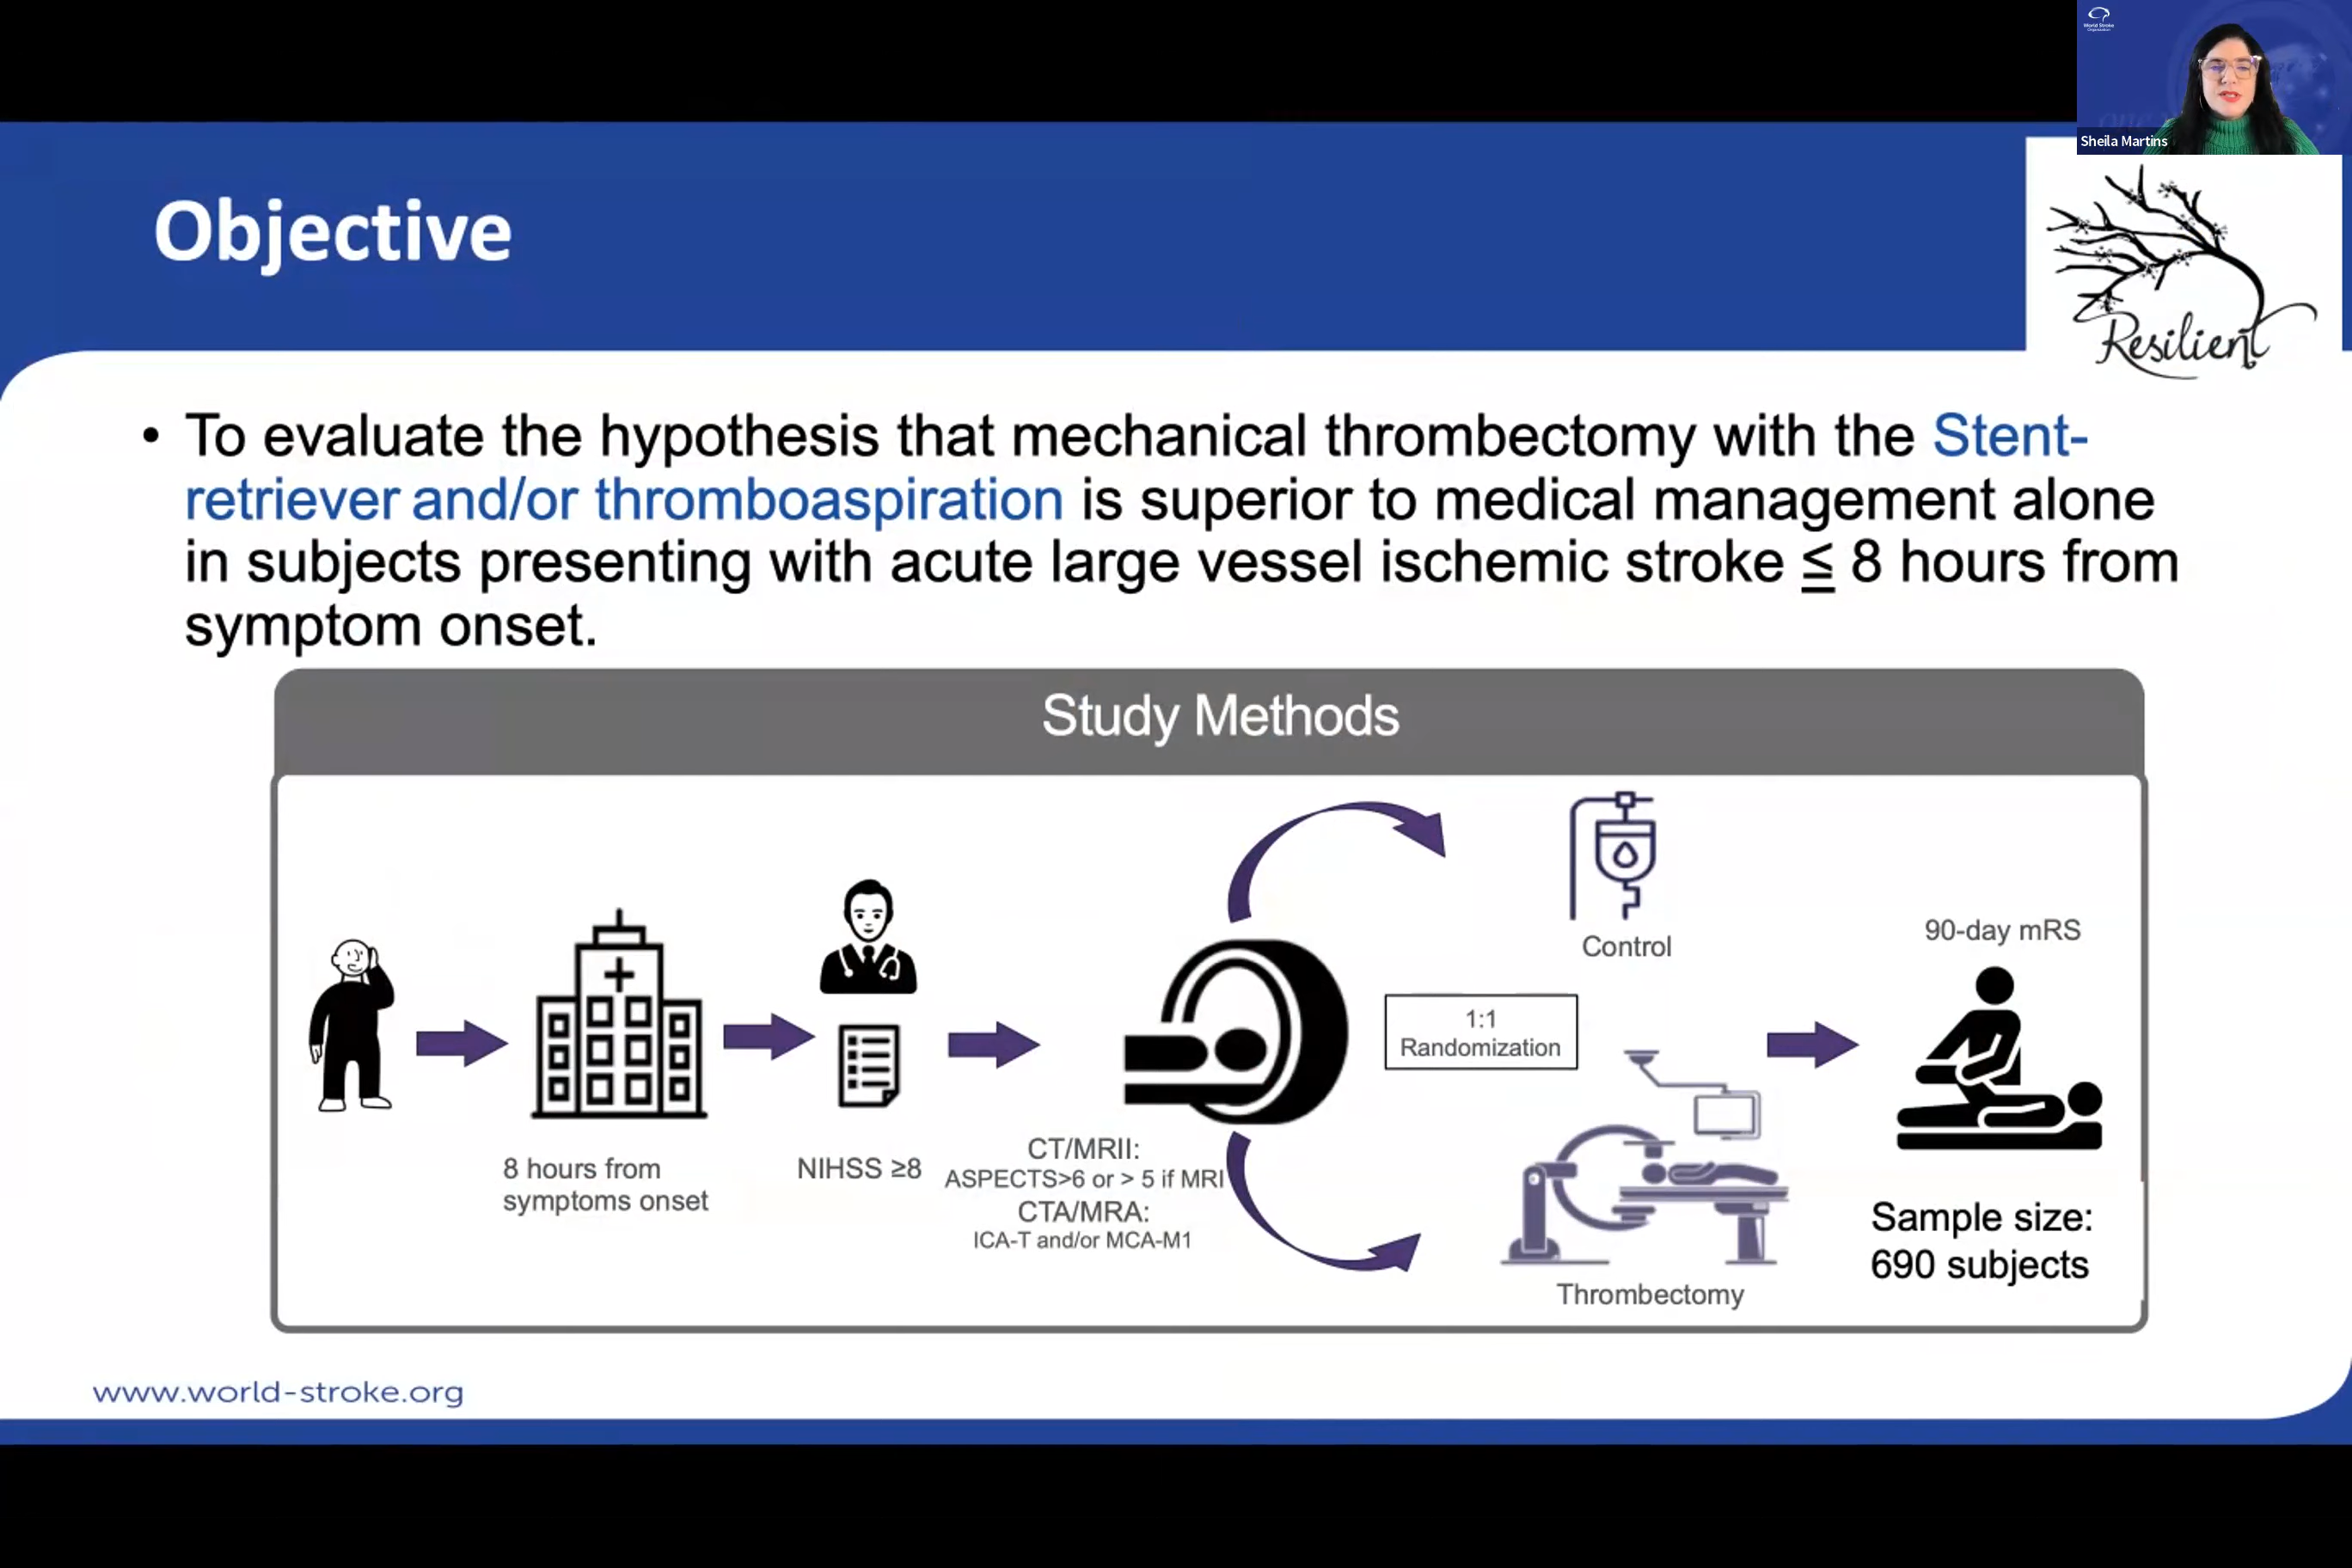 World Stroke
Organization
Sheila Martins
Objective
Resilient
• To evaluate the hypothesis that mechanical thrombectomy with the Stent-
retriever and/or thromboaspiration is superior to medical management alone
in subjects presenting with acute large vessel ischemic stroke ≤ 8 hours from
symptom onset.
Study Methods
8 hours from
symptoms onset
NIHSS ≥8
CT/MRII:
ASPECTS>6 or > 5 if MRI
CTA/MRA:
ICA-T and/or MCA-M1
Control
1:1
Randomization
Thrombectomy
90-day mRS
Sample size:
690 subjects
www.world-stroke.org